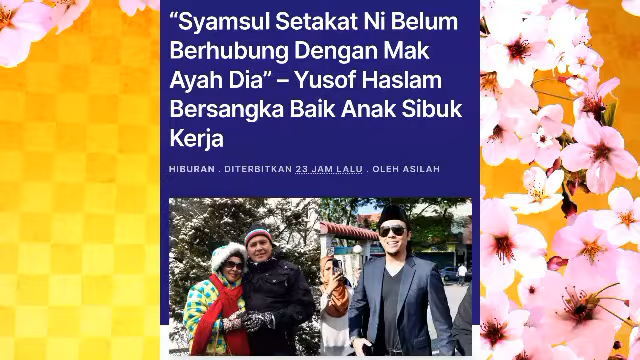 “Syamsul Setakat Ni Belum
Berhubung Dengan Mak
Ayah Dia” – Yusof Haslam
Bersangka Baik Anak Sibuk
Kerja
HIBURAN . DITERBITKAN 23 JAM LALU . OLEH ASILAH